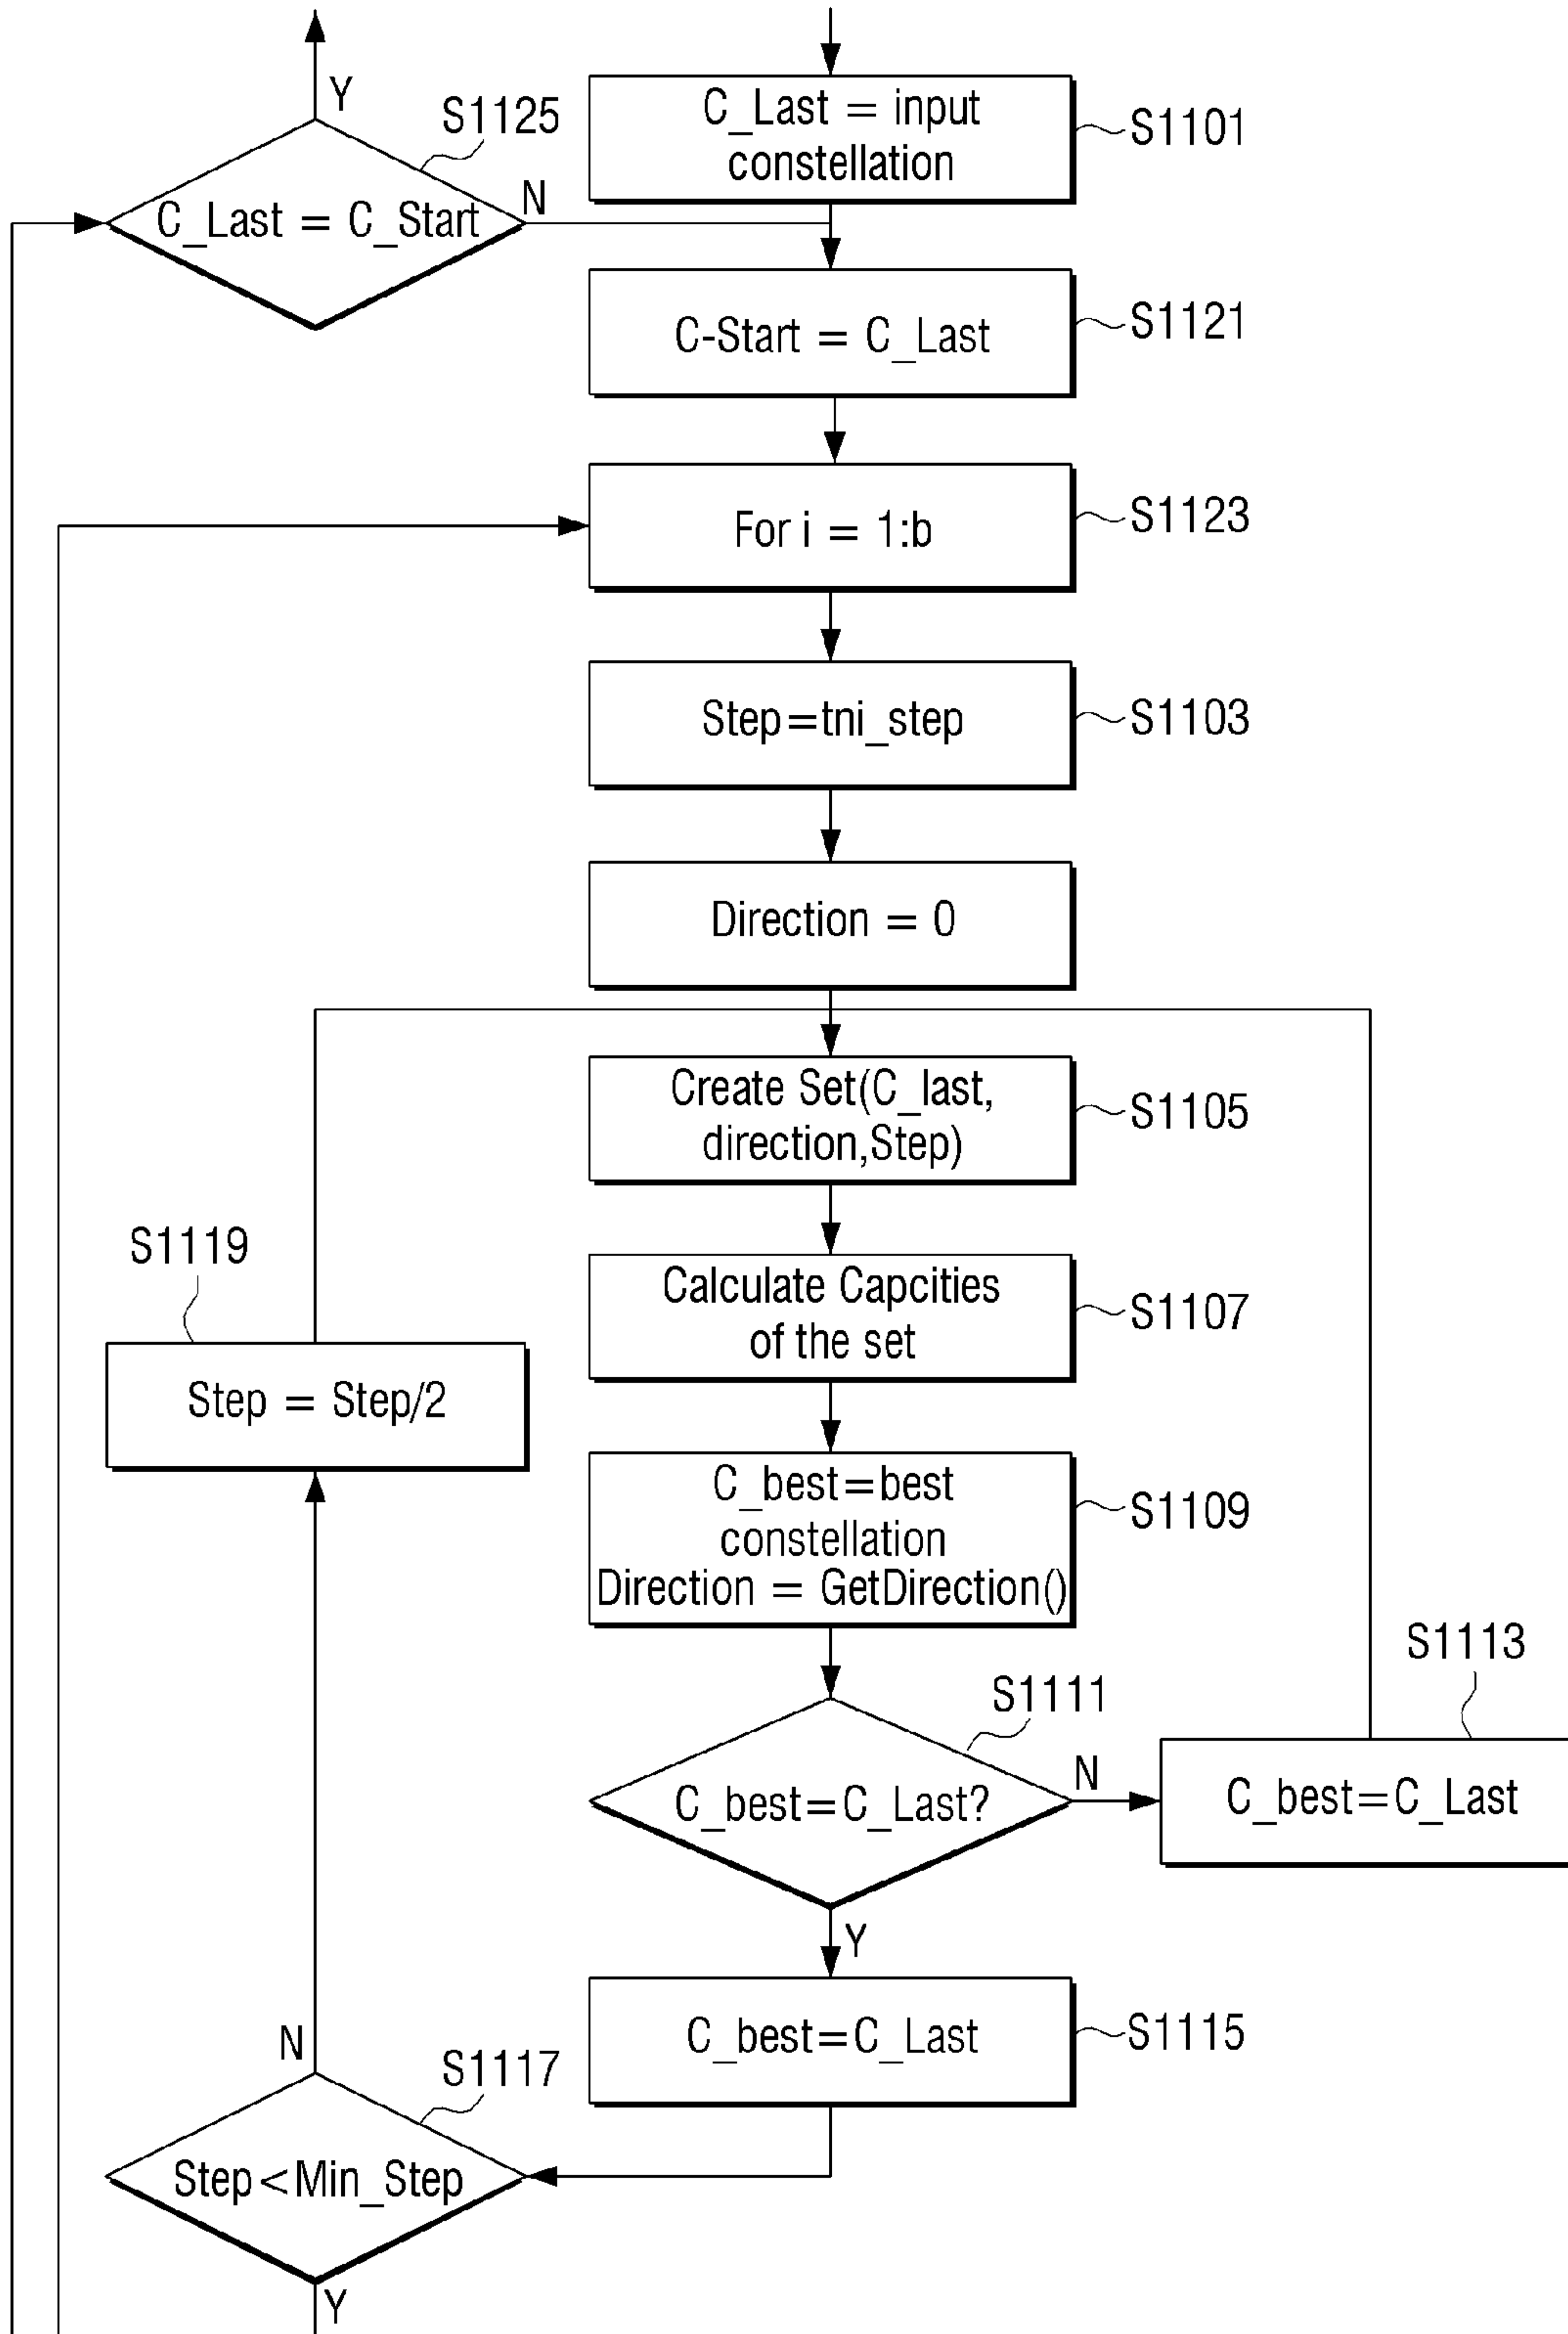 Y
S1125
C_Last = C_Start
N
C_Last = input
constellation
S1101
C-Start = C_Last
S1121
For i = 1:b
S1123
Step=tni_step
S1103
Direction = 0
Create Set(C_last,
direction,Step)
S1105
Calculate Capcities
of the set
S1107
S1119
Step = Step/2
C_best=best
constellation
Direction = GetDirection()
S1109
S1111
C_best=C_Last?
N
S1113
C_best=C_Last
Y
C_best=C_Last
S1115
N
S1117
Step<Min_Step
Y